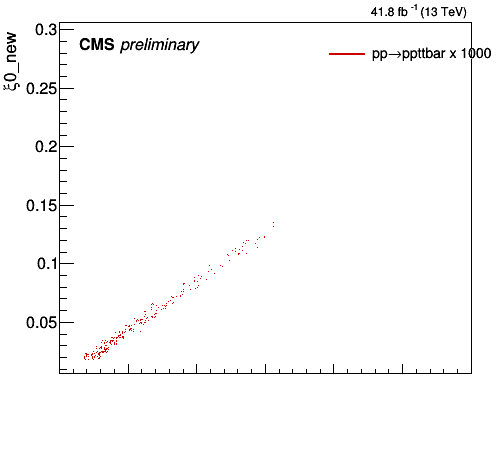 41.8 fb⁻¹ (13 TeV)
CMS preliminary
pp→ppttbar x 1000
ξ0_new
0.3
0.25
0.2
0.15
0.1
0.05